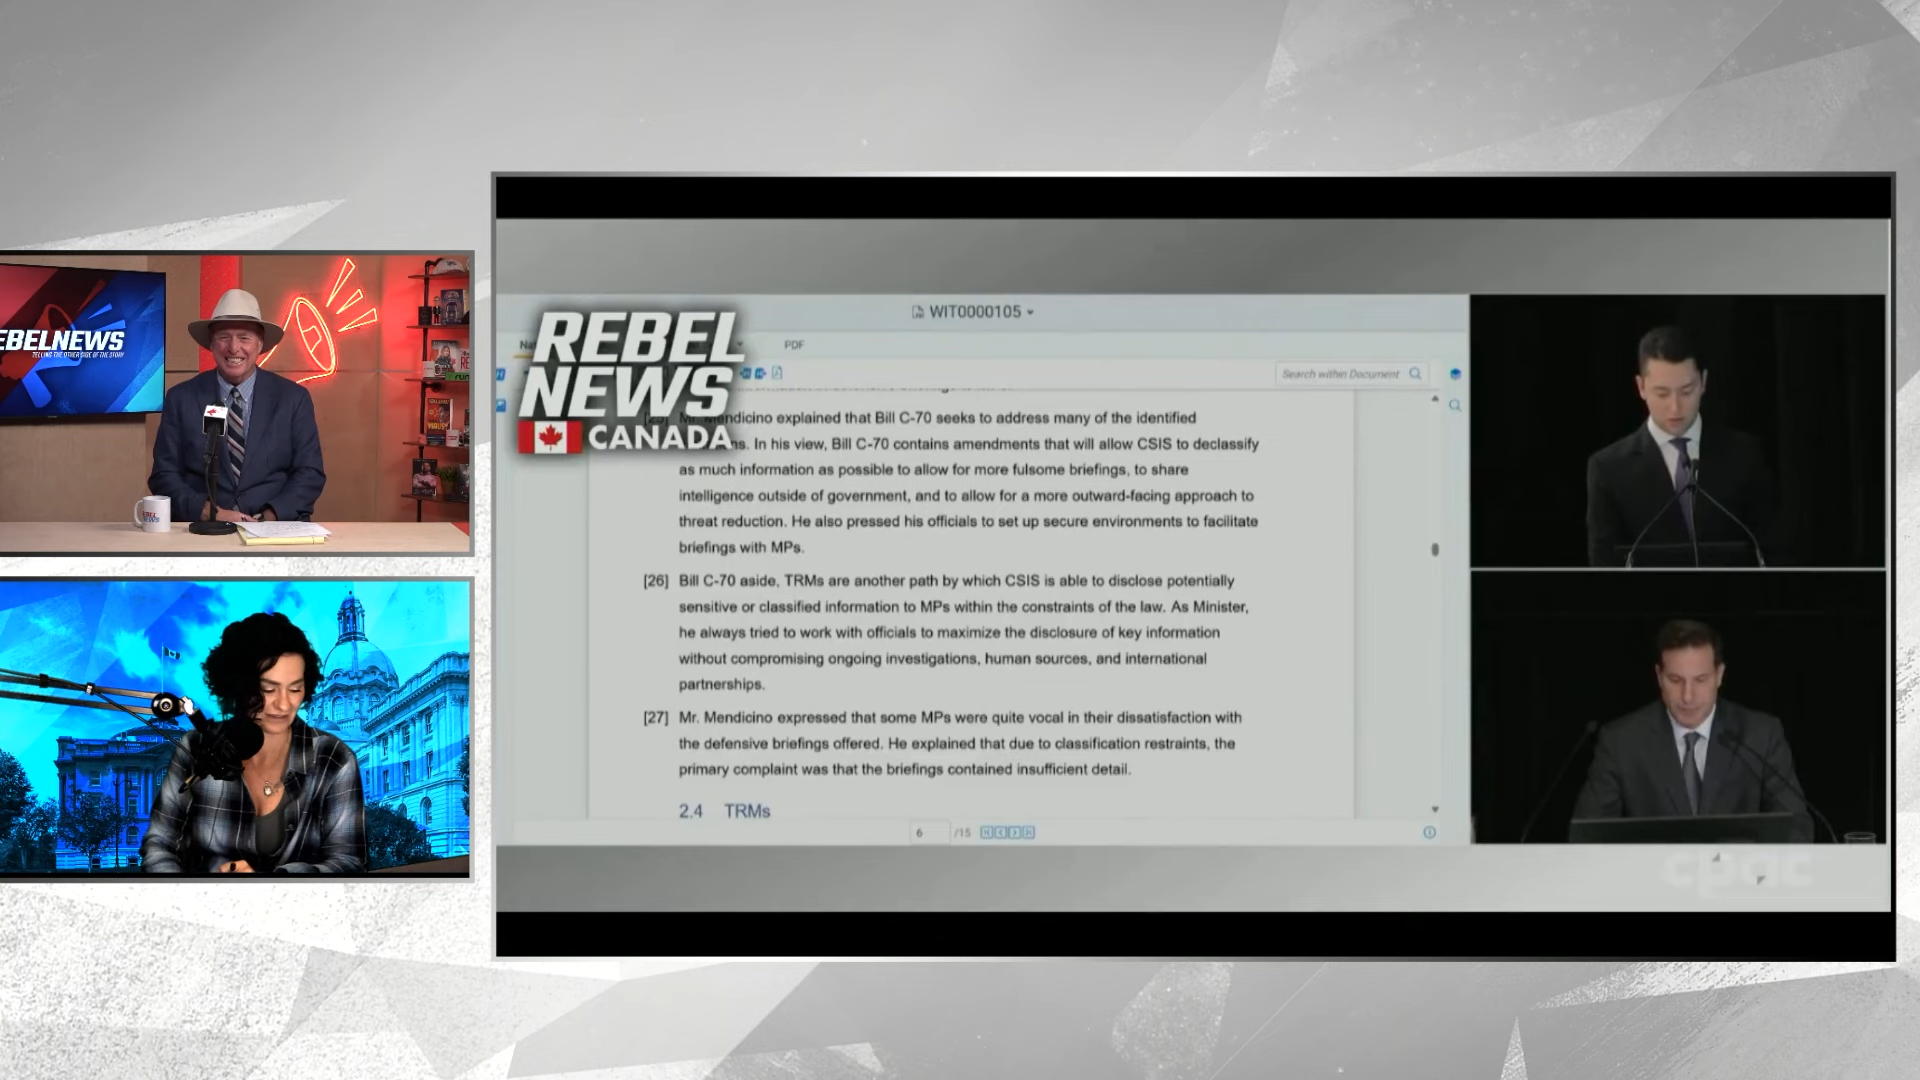 EBELNEWS
TELLING THE OTHER SIDE OF THE STORY
REBEL
NEWS
CANADA
WIT0000105
PDF
Search within Document
Mr. Mendicino explained that Bill C-70 seeks to address many of the identified
In his view, Bill C-70 contains amendments that will allow CSIS to declassify
as much information as possible to allow for more fulsome briefings, to share
intelligence outside of government, and to allow for a more outward-facing approach to
threat reduction. He also pressed his officials to set up secure environments to facilitate
briefings with MPs.
[26] Bill C-70 aside, TRMs are another path by which CSIS is able to disclose potentially
sensitive or classified information to MPs within the constraints of the law. As Minister,
he always tried to work with officials to maximize the disclosure of key information
without compromising ongoing investigations, human sources, and international
partnerships.
[27] Mr. Mendicino expressed that some MPs were quite vocal in their dissatisfaction with
the defensive briefings offered. He explained that due to classification restraints, the
primary complaint was that the briefings contained insufficient detail.
2.4 TRMs
6 /15
cpac